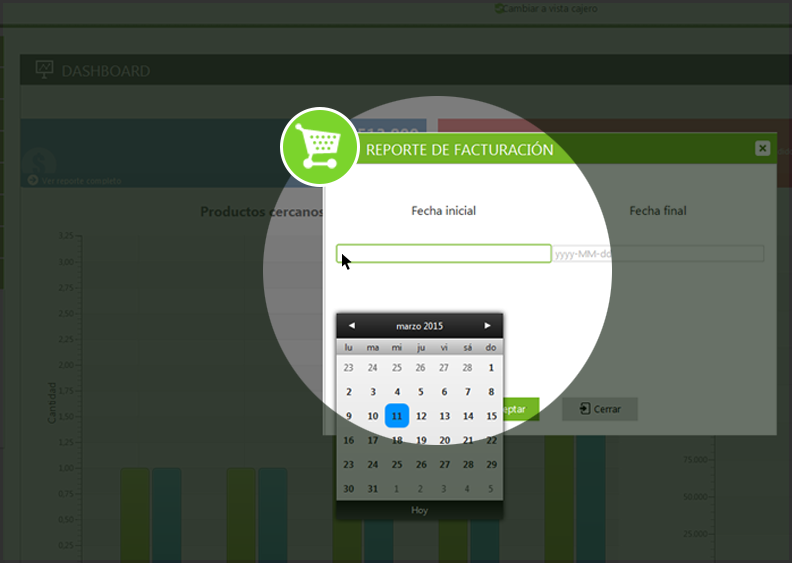 Cambiar a vista cajero
DASHBOARD
REPORTE DE FACTURACIÓN
Ver reporte completo
Productos cercanos
Fecha inicial
Fecha final
yyyy-MM-dd
3,25
3,00
2,75
2,50
2,25
2,00
1,75
1,50
1,25
1,00
0,75
0,50
0,25
Cantidad
marzo 2015
lu ma mi ju vi sá do
23 24 25 26 27 28 1
2 3 4 5 6 7 8
9 10 11 12 13 14 15
16 17 18 19 20 21 22
23 24 25 26 27 28 29
30 31 1 2 3 4 5
Hoy
eptar
Cerrar
75.000
50.000
25.000